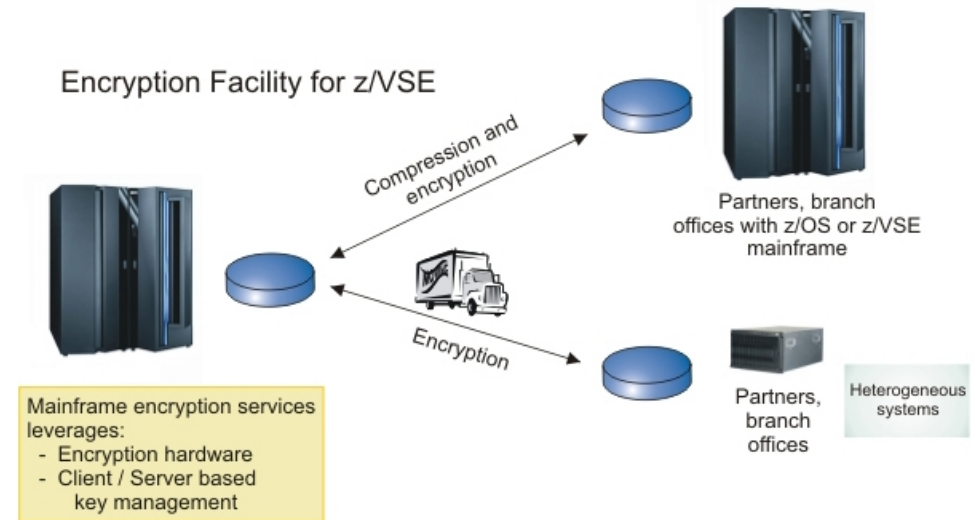 Encryption Facility for z/VSE
Compression and
encryption
Partners, branch
offices with z/OS or z/VSE
mainframe
Encryption
Partners,
branch
offices
Heterogeneous
systems
Mainframe encryption services
leverages:
- Encryption hardware
- Client / Server based
key management